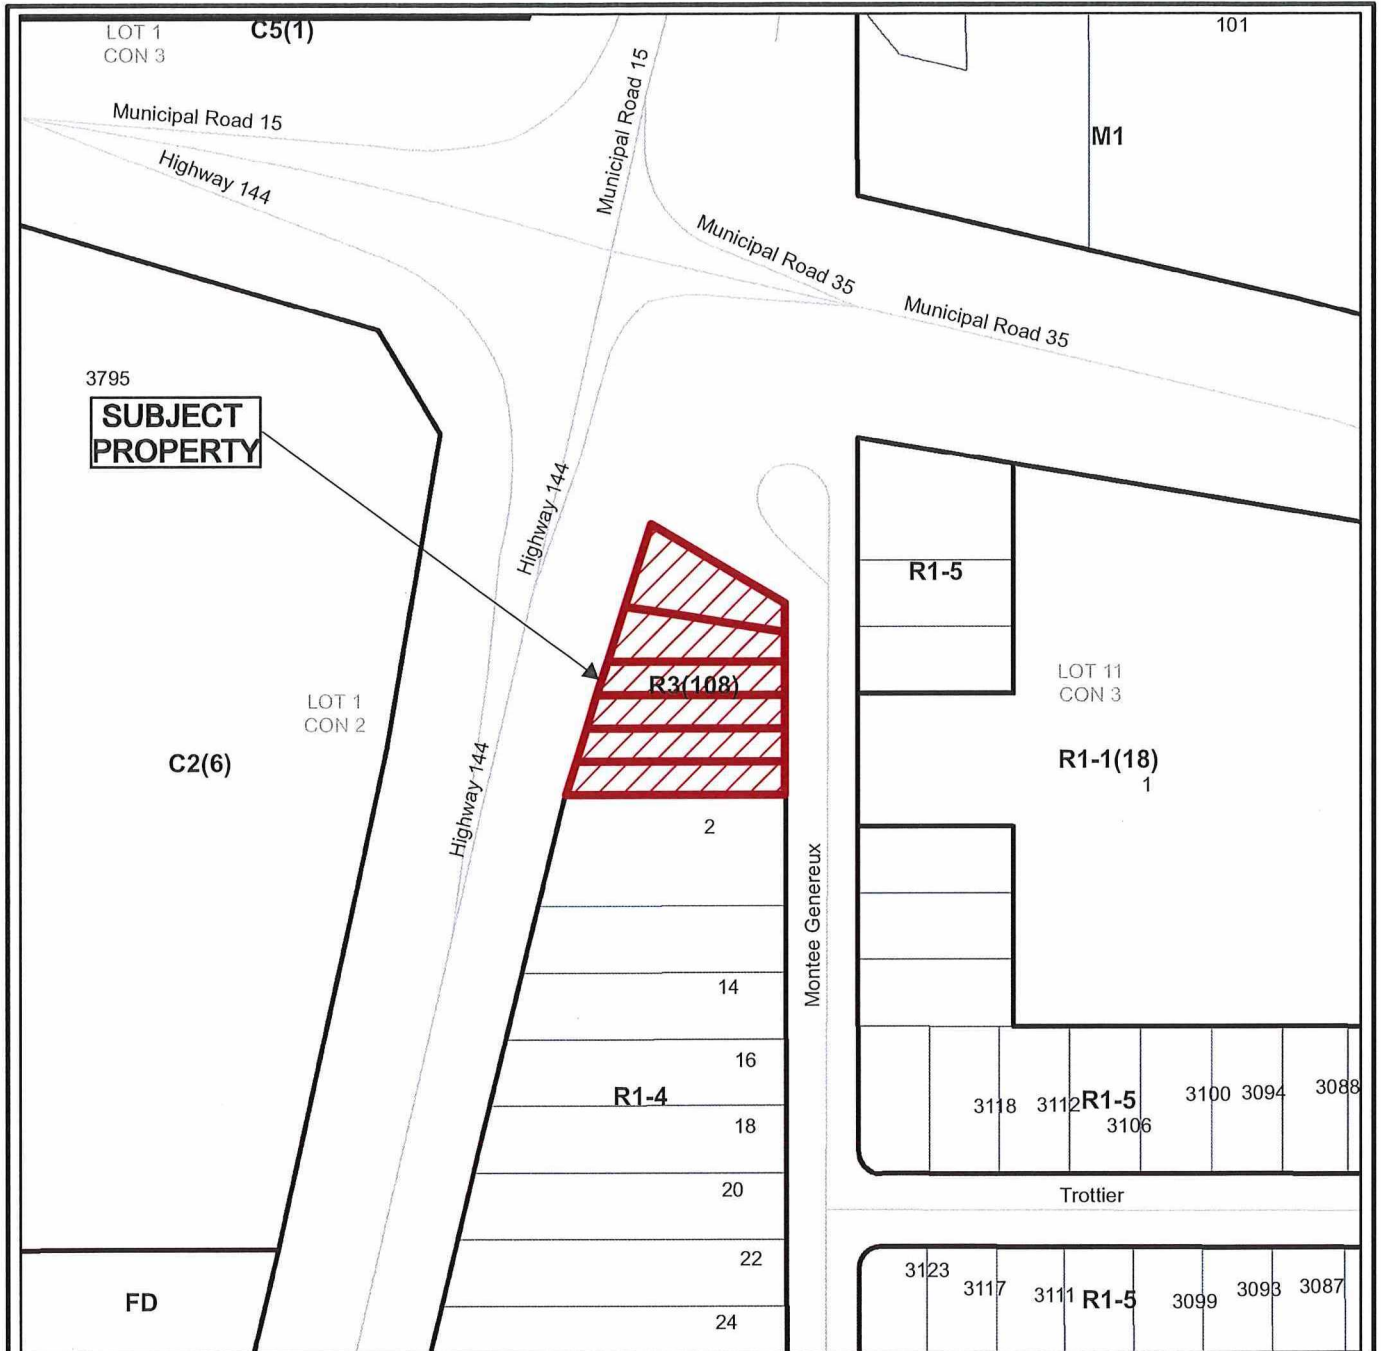 LOT 1
CON 3
C5(1)
101
Municipal Road 15
Municipal Road 15
M1
Highway 144
Municipal Road 35
Municipal Road 35
3795
SUBJECT
PROPERTY
Highway 144
R1-5
R3(108)
LOT 11
CON 3
LOT 1
CON 2
C2(6)
R1-1(18)
1
Highway 144
2
Montee Genereux
14
16
R1-4
3118
3112
R1-5
3106
3100
3094
3088
18
20
Trottier
22
3123
3117
3111
R1-5
3099
3093
3087
FD
24